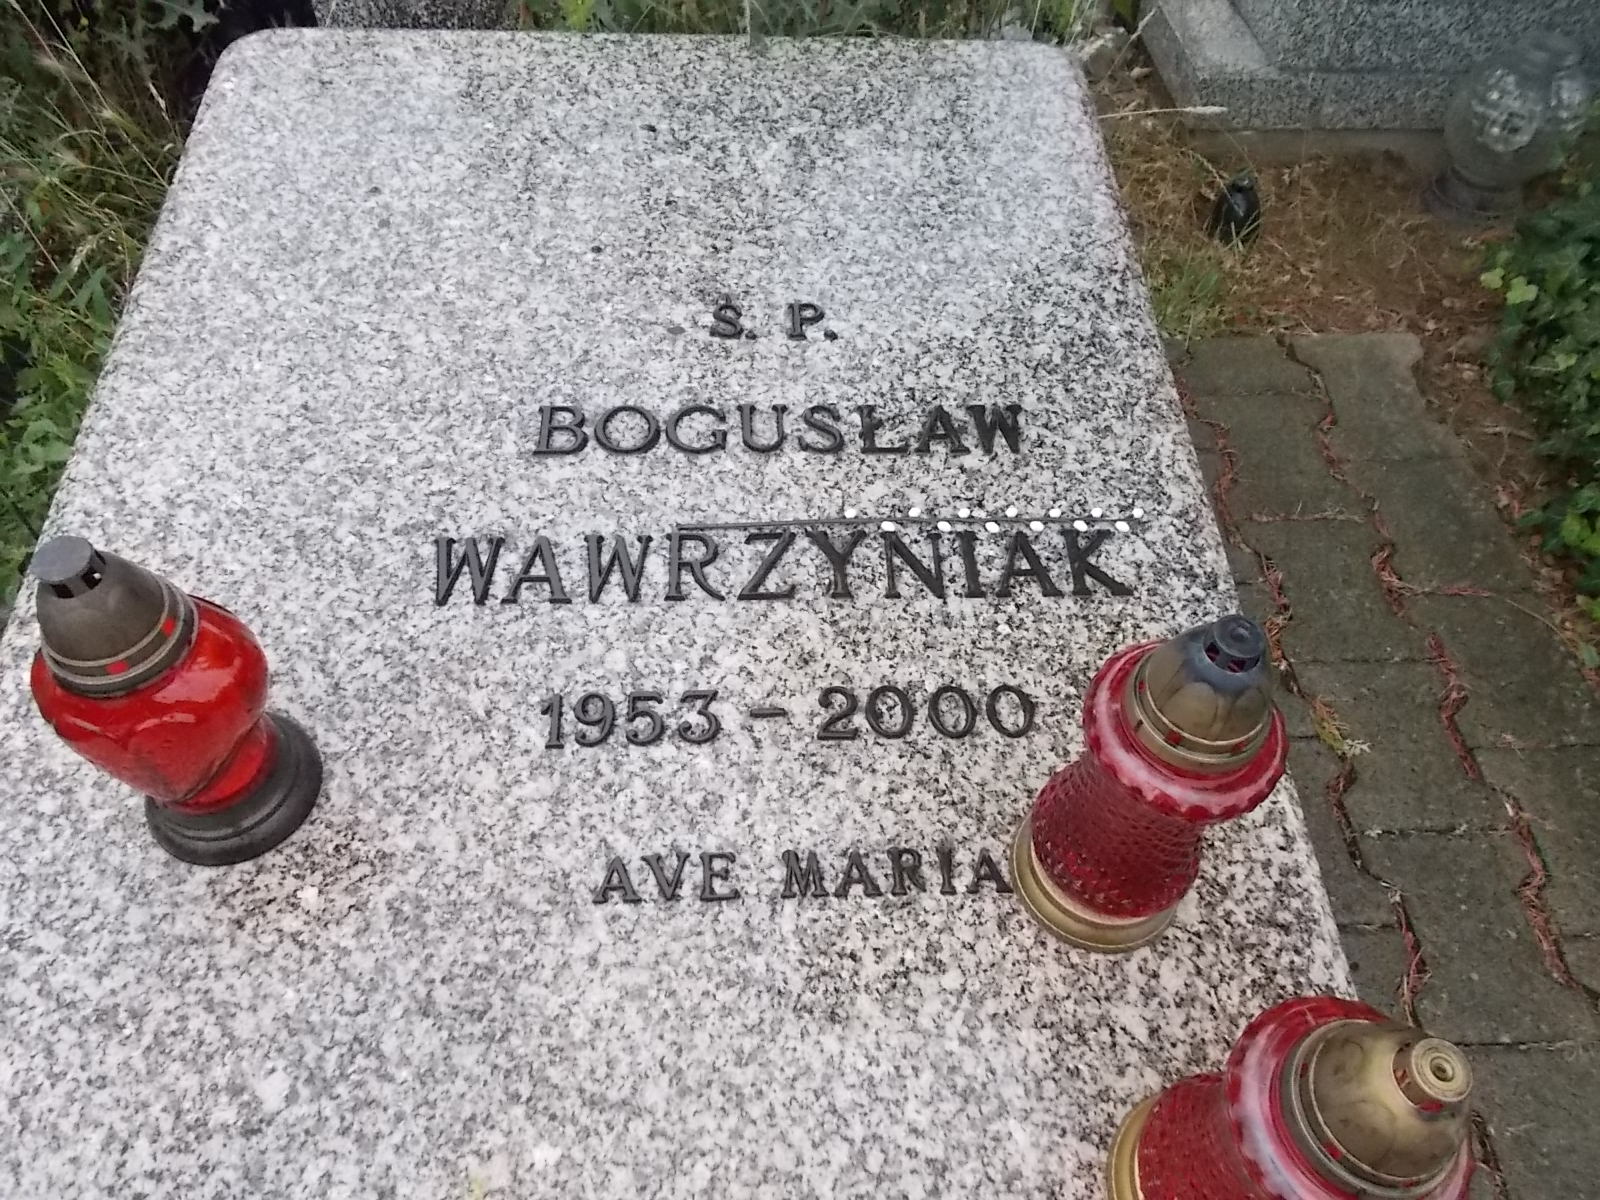 Ś. P.
BOGUSŁAW
WAWRZYNIAK
1953 - 2000
AVE MARIA